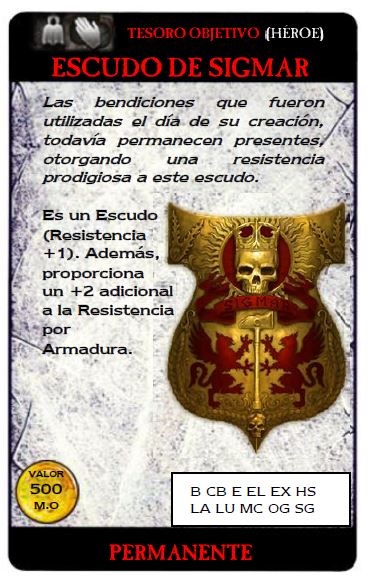 TESORO OBJETIVO (HÉROE)
ESCUDO DE SIGMAR
Las bendiciones que fueron
utilizadas el día de su creación,
todavía permanecen presentes,
otorgando una resistencia
prodigiosa a este escudo.
Es un Escudo
(Resistencia
+1). Además,
proporciona
un +2 adicional
a la Resistencia
por
Armadura.
SIGMAR
VALOR
500
M.O
B CB E EL EX HS
LA LU MC OG SG
PERMANENTE